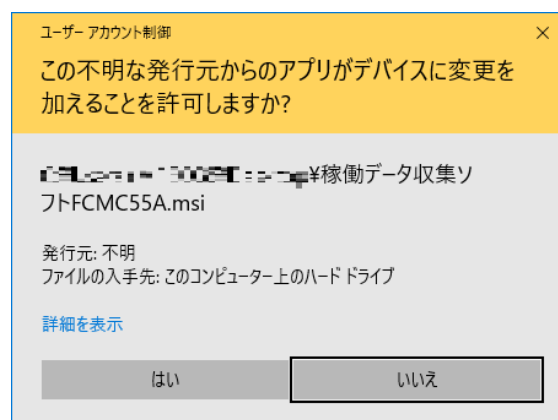 ユーザー アカウント制御
この不明な発行元からのアプリがデバイスに変更を
加えることを許可しますか?
¥稼働データ収集ソ
フトFCMC55A.msi
発行元: 不明
ファイルの入手先: このコンピューター上のハード ドライブ
詳細を表示
はい
いいえ